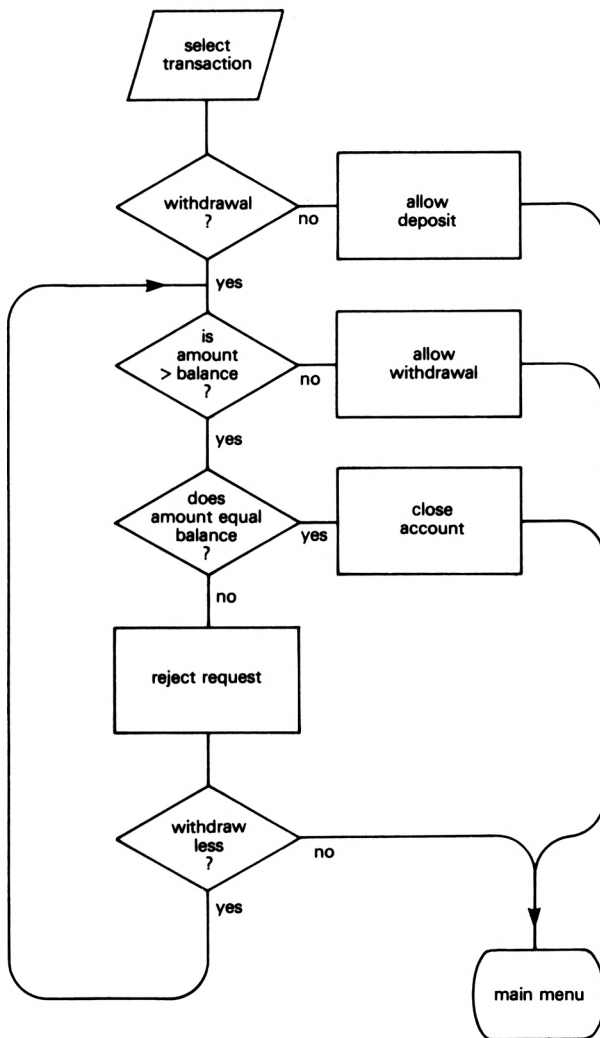 select
transaction
withdrawal
?
no
allow
deposit
yes
is
amount
> balance
?
no
allow
withdrawal
yes
does
amount equal
balance
?
yes
close
account
no
reject request
withdraw
less
?
no
yes
main menu